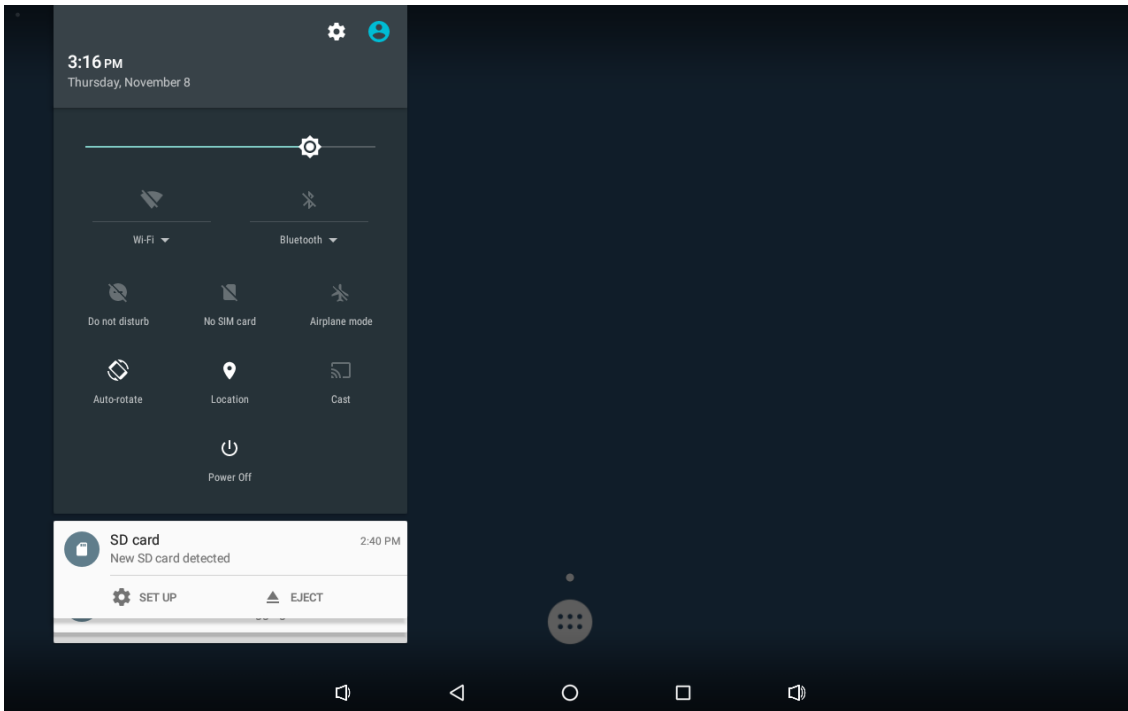 3:16 PM
Thursday, November 8
Wi-Fi
Bluetooth
Do not disturb
No SIM card
Airplane mode
Auto-rotate
Location
Cast
Power Off
SD card
2:40 PM
New SD card detected
SET UP
EJECT